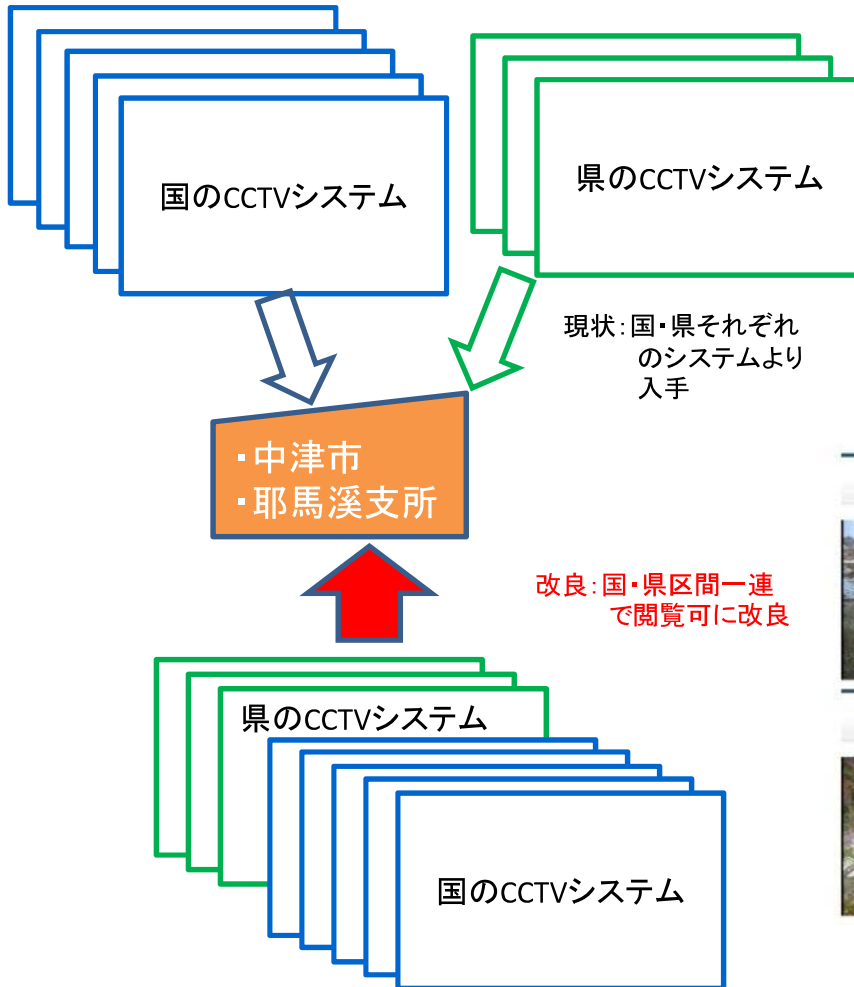 国のCCTVシステム
県のCCTVシステム
現状:国・県それぞれ
のシステムより
入手
・中津市
・耶馬溪支所
改良:国・県区間一連
で閲覧可に改良
県のCCTVシステム
国のCCTVシステム